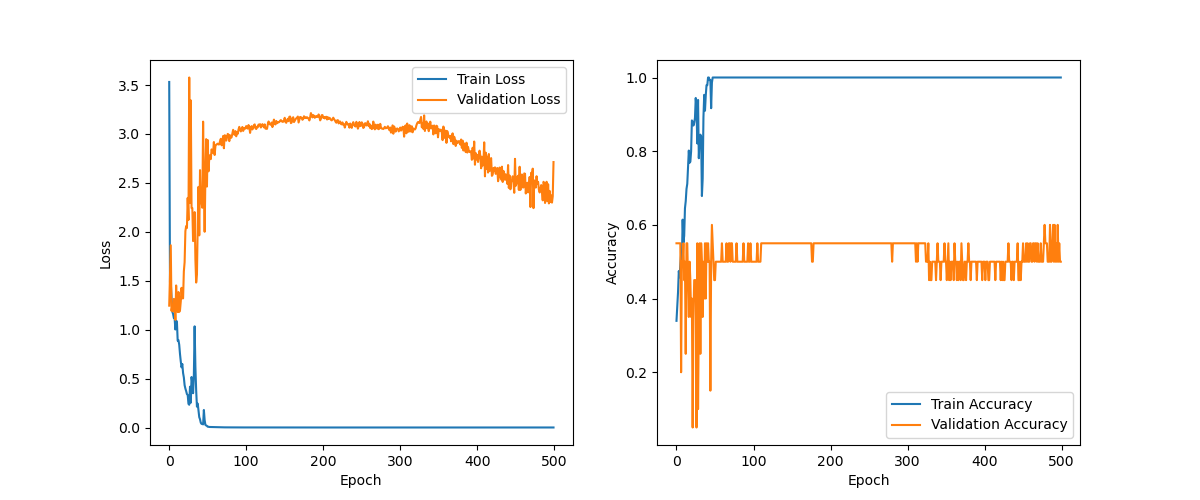 Train Loss
Validation Loss
3.5
3.0
2.5
2.0
1.5
1.0
0.5
0.0
Loss
0 100 200 300 400 500
Epoch
Train Accuracy
Validation Accuracy
1.0
0.8
0.6
0.4
0.2
Accuracy
0 100 200 300 400 500
Epoch